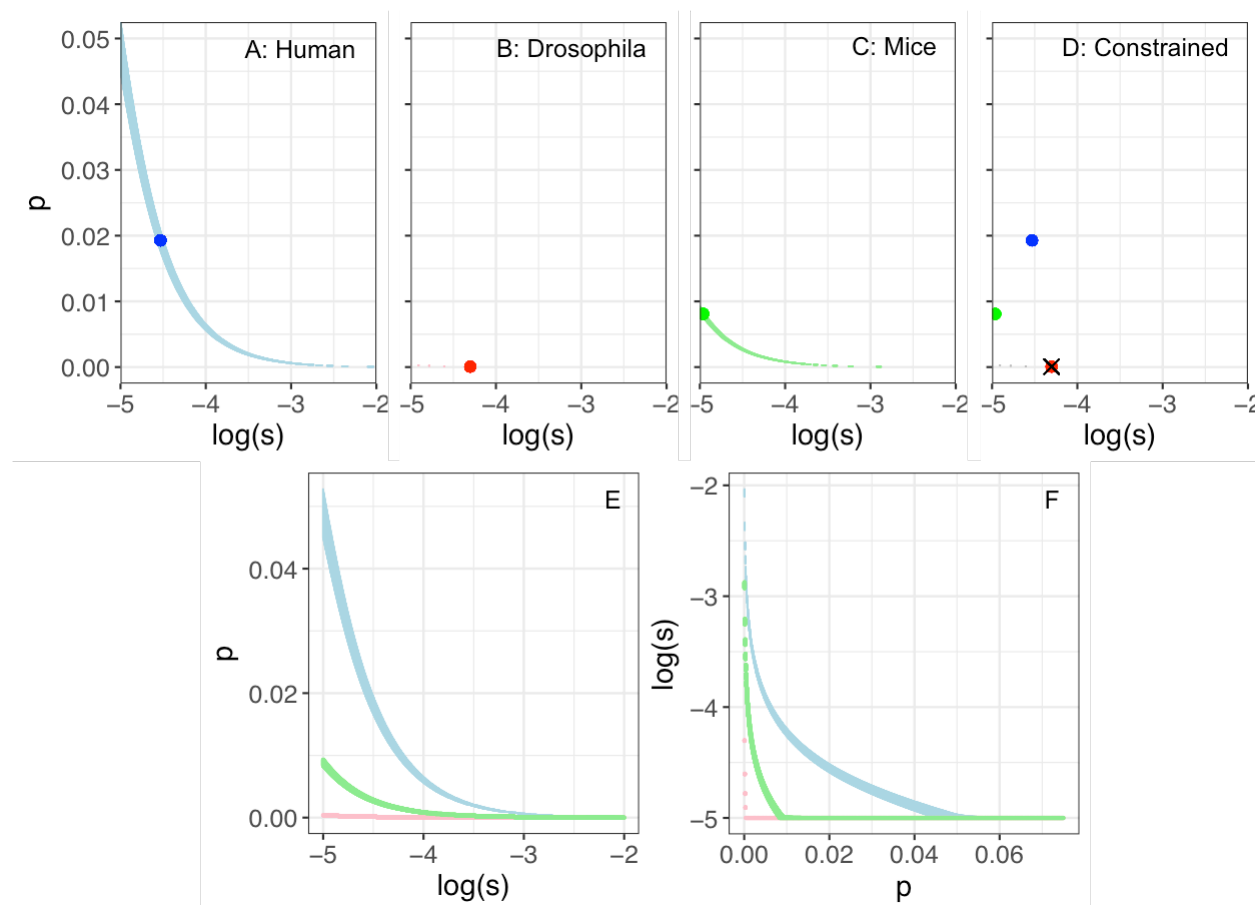 A: Human
B: Drosophila
C: Mice
D: Constrained
0.05
0.04
0.03
0.02
0.01
0.00
p
−5 −4 −3 −2
−5 −4 −3 −2
−5 −4 −3 −2
−5 −4 −3 −2
log(s)
log(s)
log(s)
log(s)
E
0.04
0.02
0.00
p
−5 −4 −3 −2
log(s)
F
−2
−3
−4
−5
log(s)
0.00 0.02 0.04 0.06
p